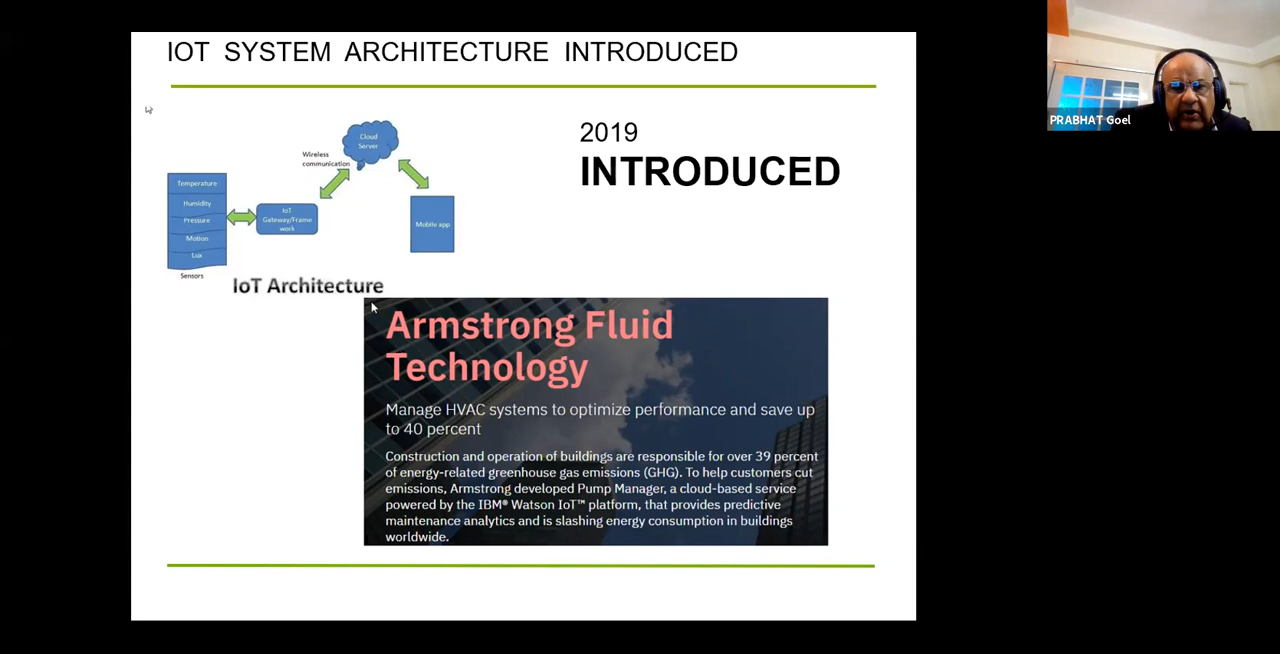 IOT SYSTEM ARCHITECTURE INTRODUCED
Cloud
Server
Wireless
communication
Temperature
Humidity
Pressure
Motion
Lux
Sensors
IoT
Gateway/Frame
work
Mobile app
IoT Architecture
2019
INTRODUCED
Armstrong Fluid
Technology
Manage HVAC systems to optimize performance and save up
to 40 percent
Construction and operation of buildings are responsible for over 39 percent
of energy-related greenhouse gas emissions (GHG). To help customers cut
emissions, Armstrong developed Pump Manager, a cloud-based service
powered by the IBM® Watson IoT™ platform, that provides predictive
maintenance analytics and is slashing energy consumption in buildings
worldwide.
PRABHAT Goel